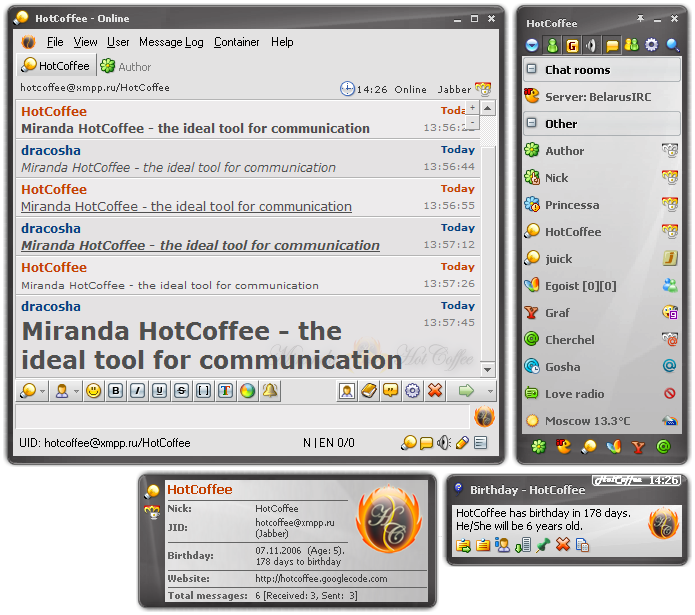 HotCoffee - Online
File View User Message Log Container Help
HotCoffee Author
hotcoffee@xmpp.ru/HotCoffee 14:26 Online Jabber
HotCoffee Today
Miranda HotCoffee - the ideal tool for communication
dracosha Today
Miranda HotCoffee - the ideal tool for communication 13:56:44
HotCoffee Today
Miranda HotCoffee - the ideal tool for communication 13:56:55
dracosha Today
Miranda HotCoffee - the ideal tool for communication 13:57:12
HotCoffee Today
Miranda HotCoffee - the ideal tool for communication 13:57:26
dracosha Today
Miranda HotCoffee - the 13:57:45
ideal tool for communication
B I U S [-] T
UID: hotcoffee@xmpp.ru/HotCoffee N | EN 0/0
HotCoffee
Chat rooms
Server: BelarusIRC
Other
Author
Nick
Princessa
HotCoffee
juick
Egoist [0][0]
Graf
Cherchel
Gosha
Love radio
Moscow 13.3°C
HotCoffee
Nick: HotCoffee
JID: hotcoffee@xmpp.ru
(Jabber)
Birthday: 07.11.2006 (Age: 5).
178 days to birthday
Website: http://hotcoffee.googlecode.com
Total messages: 6 [Received: 3, Sent: 3]
HC
HotCoffee 14:26
Birthday - HotCoffee
HotCoffee has birthday in 178 days.
He/She will be 6 years old.